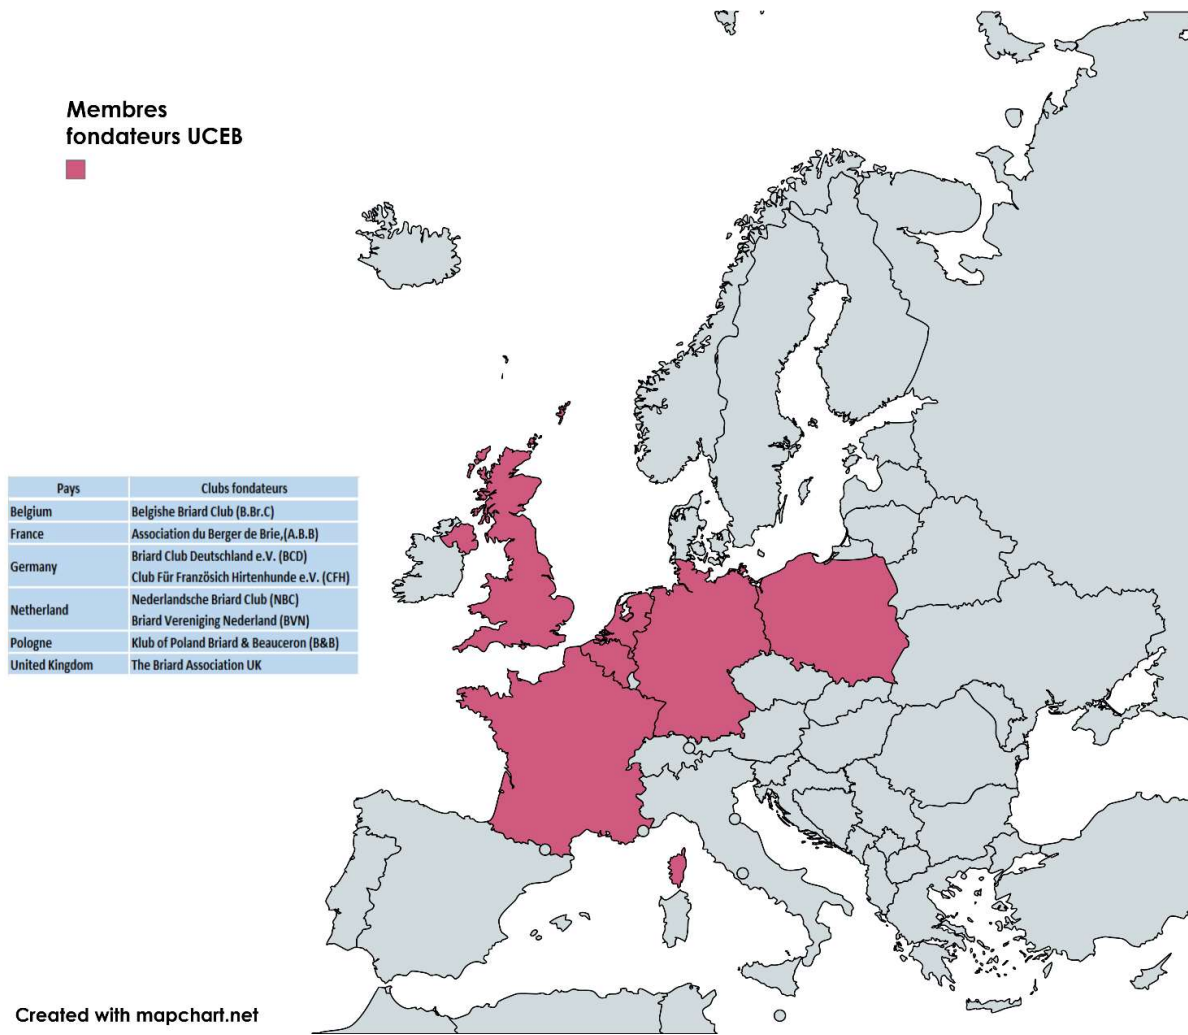 Membres
fondateurs UCEB
Pays Clubs fondateurs
Belgium Belgishe Briard Club (B.Br.C)
France Association du Berger de Brie,(A.B.B)
Germany Briard Club Deutschland e.V. (BCD)
Club Für Französich Hirtenhunde e.V. (CFH)
Netherland Nederlandsche Briard Club (NBC)
Briard Vereniging Nederland (BVN)
Pologne Klub of Poland Briard & Beauceron (B&B)
United Kingdom The Briard Association UK
Created with mapchart.net